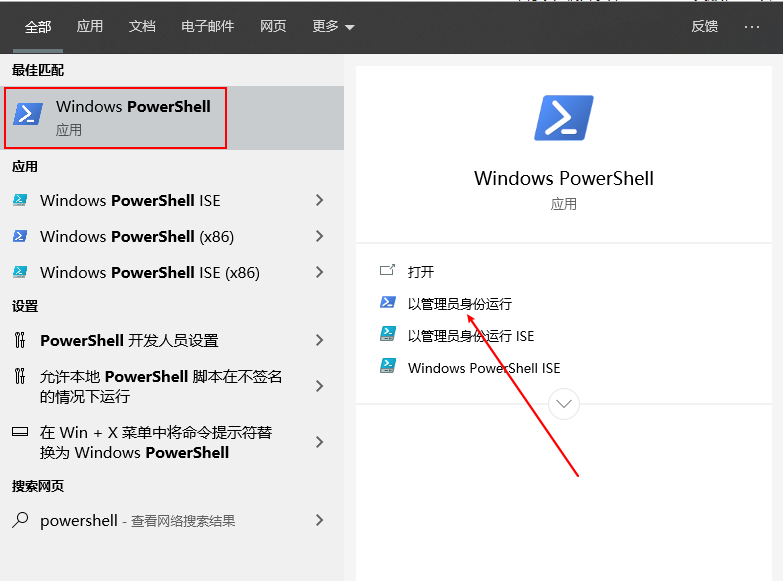 全部 应用 文档 电子邮件 网页 更多 反馈 ...
最佳匹配
Windows PowerShell
应用
应用
Windows PowerShell ISE
Windows PowerShell (x86)
Windows PowerShell ISE (x86)
设置
PowerShell 开发人员设置
允许本地 PowerShell 脚本在不签名
的情况下运行
在 Win + X 菜单中将命令提示符替
换为 Windows PowerShell
搜索网页
powershell - 查看网络搜索结果
Windows PowerShell
应用
打开
以管理员身份运行
以管理员身份运行 ISE
Windows PowerShell ISE